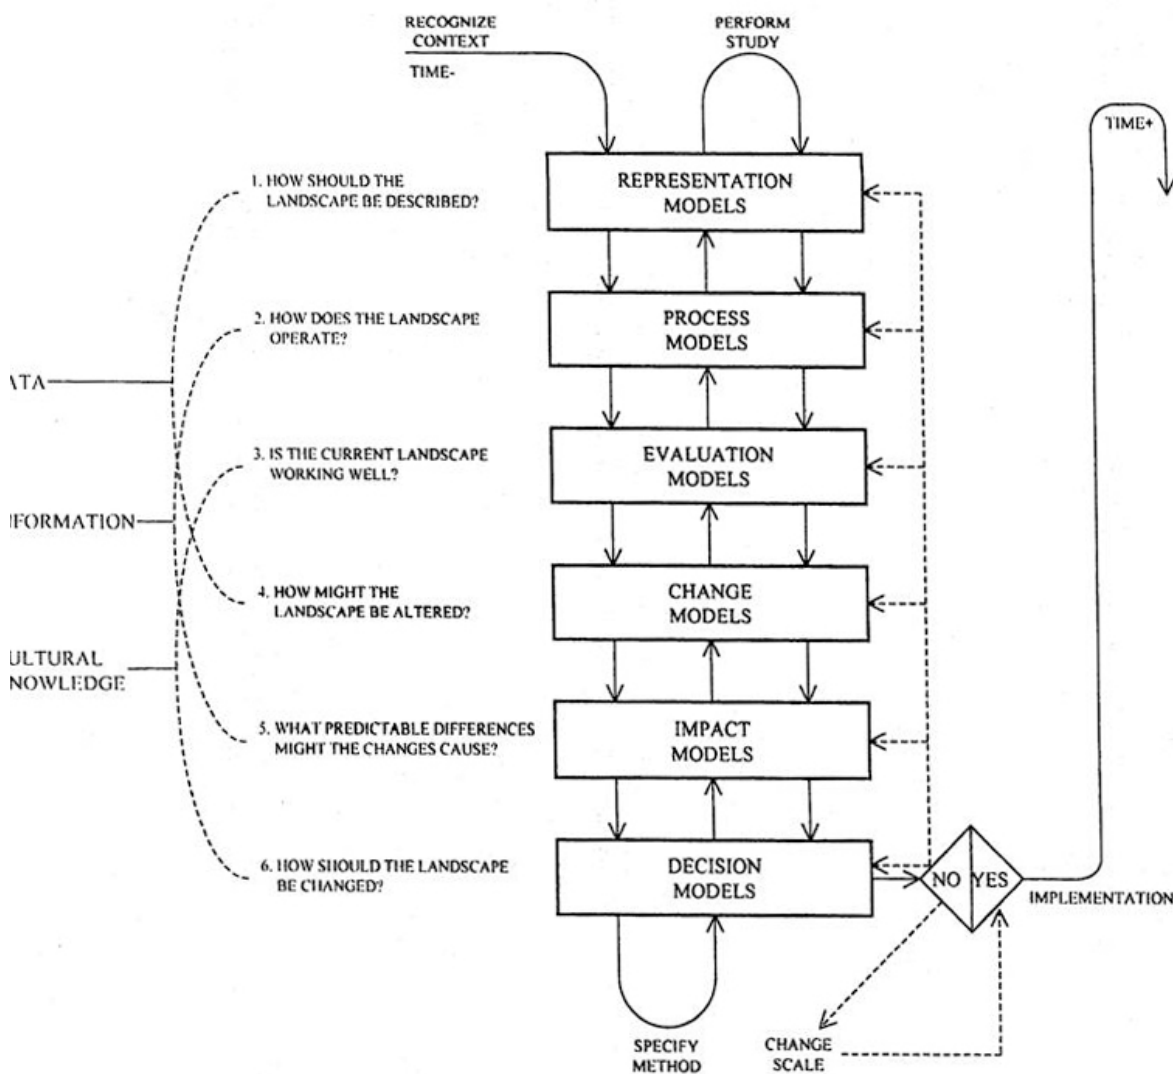 RECOGNIZE
CONTEXT
TIME-
PERFORM
STUDY
TIME+
REPRESENTATION
MODELS
1. HOW SHOULD THE
LANDSCAPE BE DESCRIBED?
PROCESS
MODELS
2. HOW DOES THE LANDSCAPE
OPERATE?
ATA
EVALUATION
MODELS
3. IS THE CURRENT LANDSCAPE
WORKING WELL?
NFORMATION
CHANGE
MODELS
4. HOW MIGHT THE
LANDSCAPE BE ALTERED?
ULTURAL
NOWLEDGE
IMPACT
MODELS
5. WHAT PREDICTABLE DIFFERENCES
MIGHT THE CHANGES CAUSE?
DECISION
MODELS
6. HOW SHOULD THE LANDSCAPE
BE CHANGED?
NO YES
IMPLEMENTATION
SPECIFY
METHOD
CHANGE
SCALE